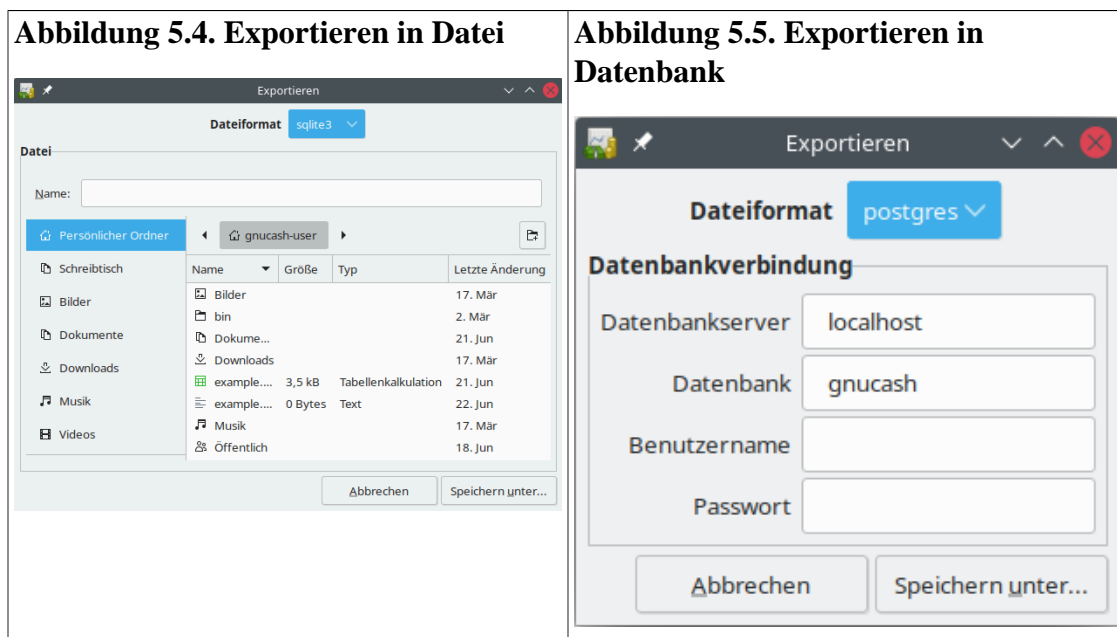 Abbildung 5.4. Exportieren in Datei
Exportieren
Dateiformat sqlite3
Datei
Name:
Persönlicher Ordner
Schreibtisch
Bilder
Dokumente
Downloads
Musik
Videos
gnucash-user
Name Größe Typ Letzte Änderung
Bilder 17. Mär
bin 2. Mär
Dokume... 21. Jun
Downloads 17. Mär
example.... 3,5 kB Tabellenkalkulation 21. Jun
example.... 0 Bytes Text 22. Jun
Musik 17. Mär
Öffentlich 18. Jun
Abbrechen Speichern unter...
Abbildung 5.5. Exportieren in
Datenbank
Exportieren
Dateiformat postgres
Datenbankverbindung
Datenbankserver localhost
Datenbank gnucash
Benutzername
Passwort
Abbrechen Speichern unter...